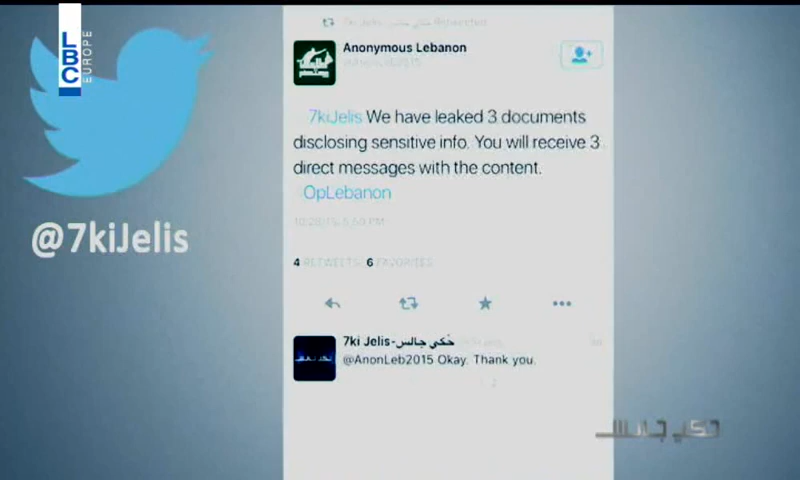 LBC
EUROPE
Anonymous Lebanon
7kiJelis We have leaked 3 documents
disclosing sensitive info. You will receive 3
direct messages with the content.
OpLebanon
4 RETWEETS 6 FAVORITES
@7kiJelis
7ki Jelis-حكي جالس
@AnonLeb2015 Okay. Thank you.
حكي جالس